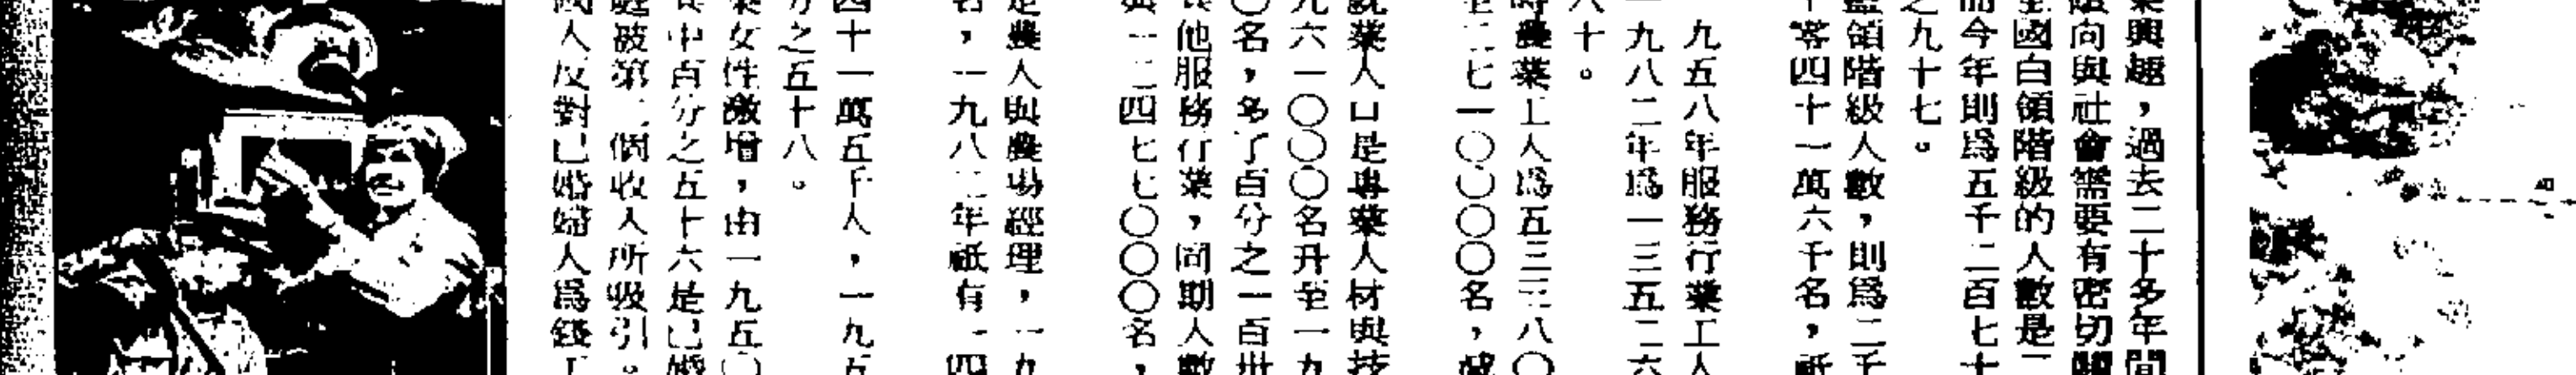 業興趣，過去二十多年間
向與社會需要有密切關
全國白領階級的人數是二
而今年則爲五千二百七十
之九十七。
藍領階級人數，則爲二千
零四十一萬六千名，祇
九五八年服務行業工人
一九八二年爲一三五二六
八十。
時農業工人爲五三三八〇
至二七一〇〇〇〇名，減
就業人口是專業人材與技
九六一〇〇〇名升至一九
〇名，多了百分之一百卅
其他服務行業，同期人數
與一二四七七〇〇〇名，
是農人與農場經理，一九
名，一九八二年祇有一四
四十一萬五千人，一九五
分之五十八。
業女性激增，由一九五〇
其中百分之五十六是已婚
被第二個收入所吸引。
國人反對已婚婦人爲錢工